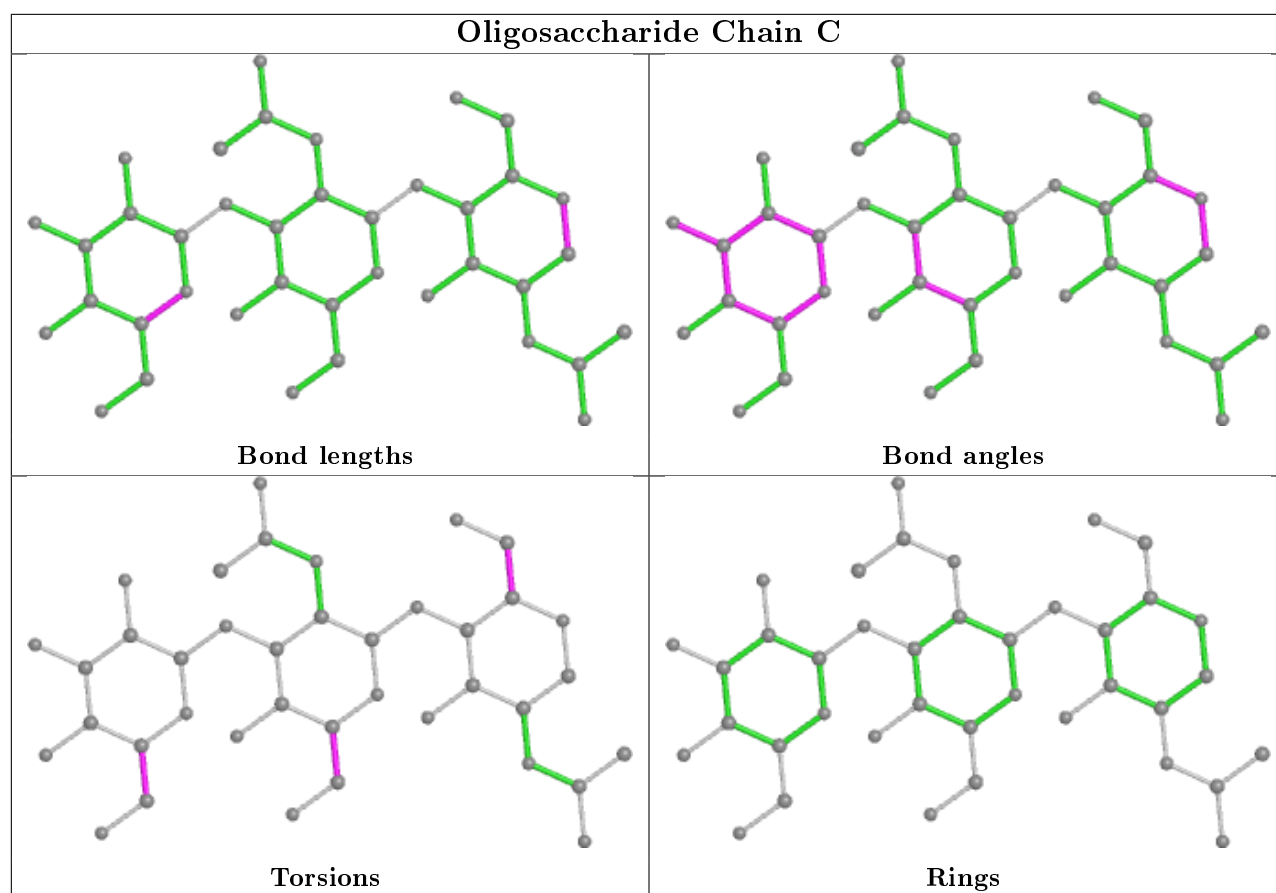 Oligosaccharide Chain C
Bond lengths
Bond angles
Torsions
Rings